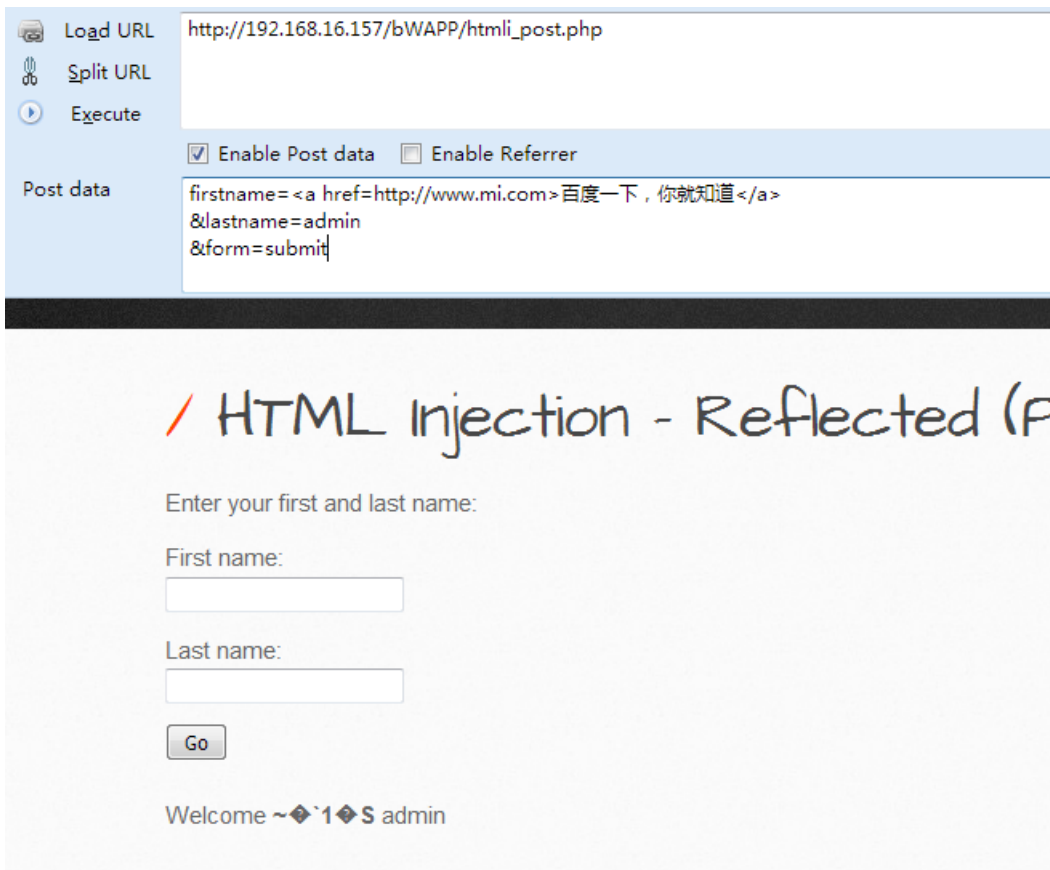 Load URL
http://192.168.16.157/bWAPP/htmli_post.php
Split URL
Execute
Enable Post data
Enable Referrer
Post data
firstname=<a href=http://www.mi.com>百度一下，你就知道</a>
&lastname=admin
&form=submit
/ HTML Injection - Reflected (P
Enter your first and last name:
First name:
Last name:
Go
Welcome ~�`1�S admin